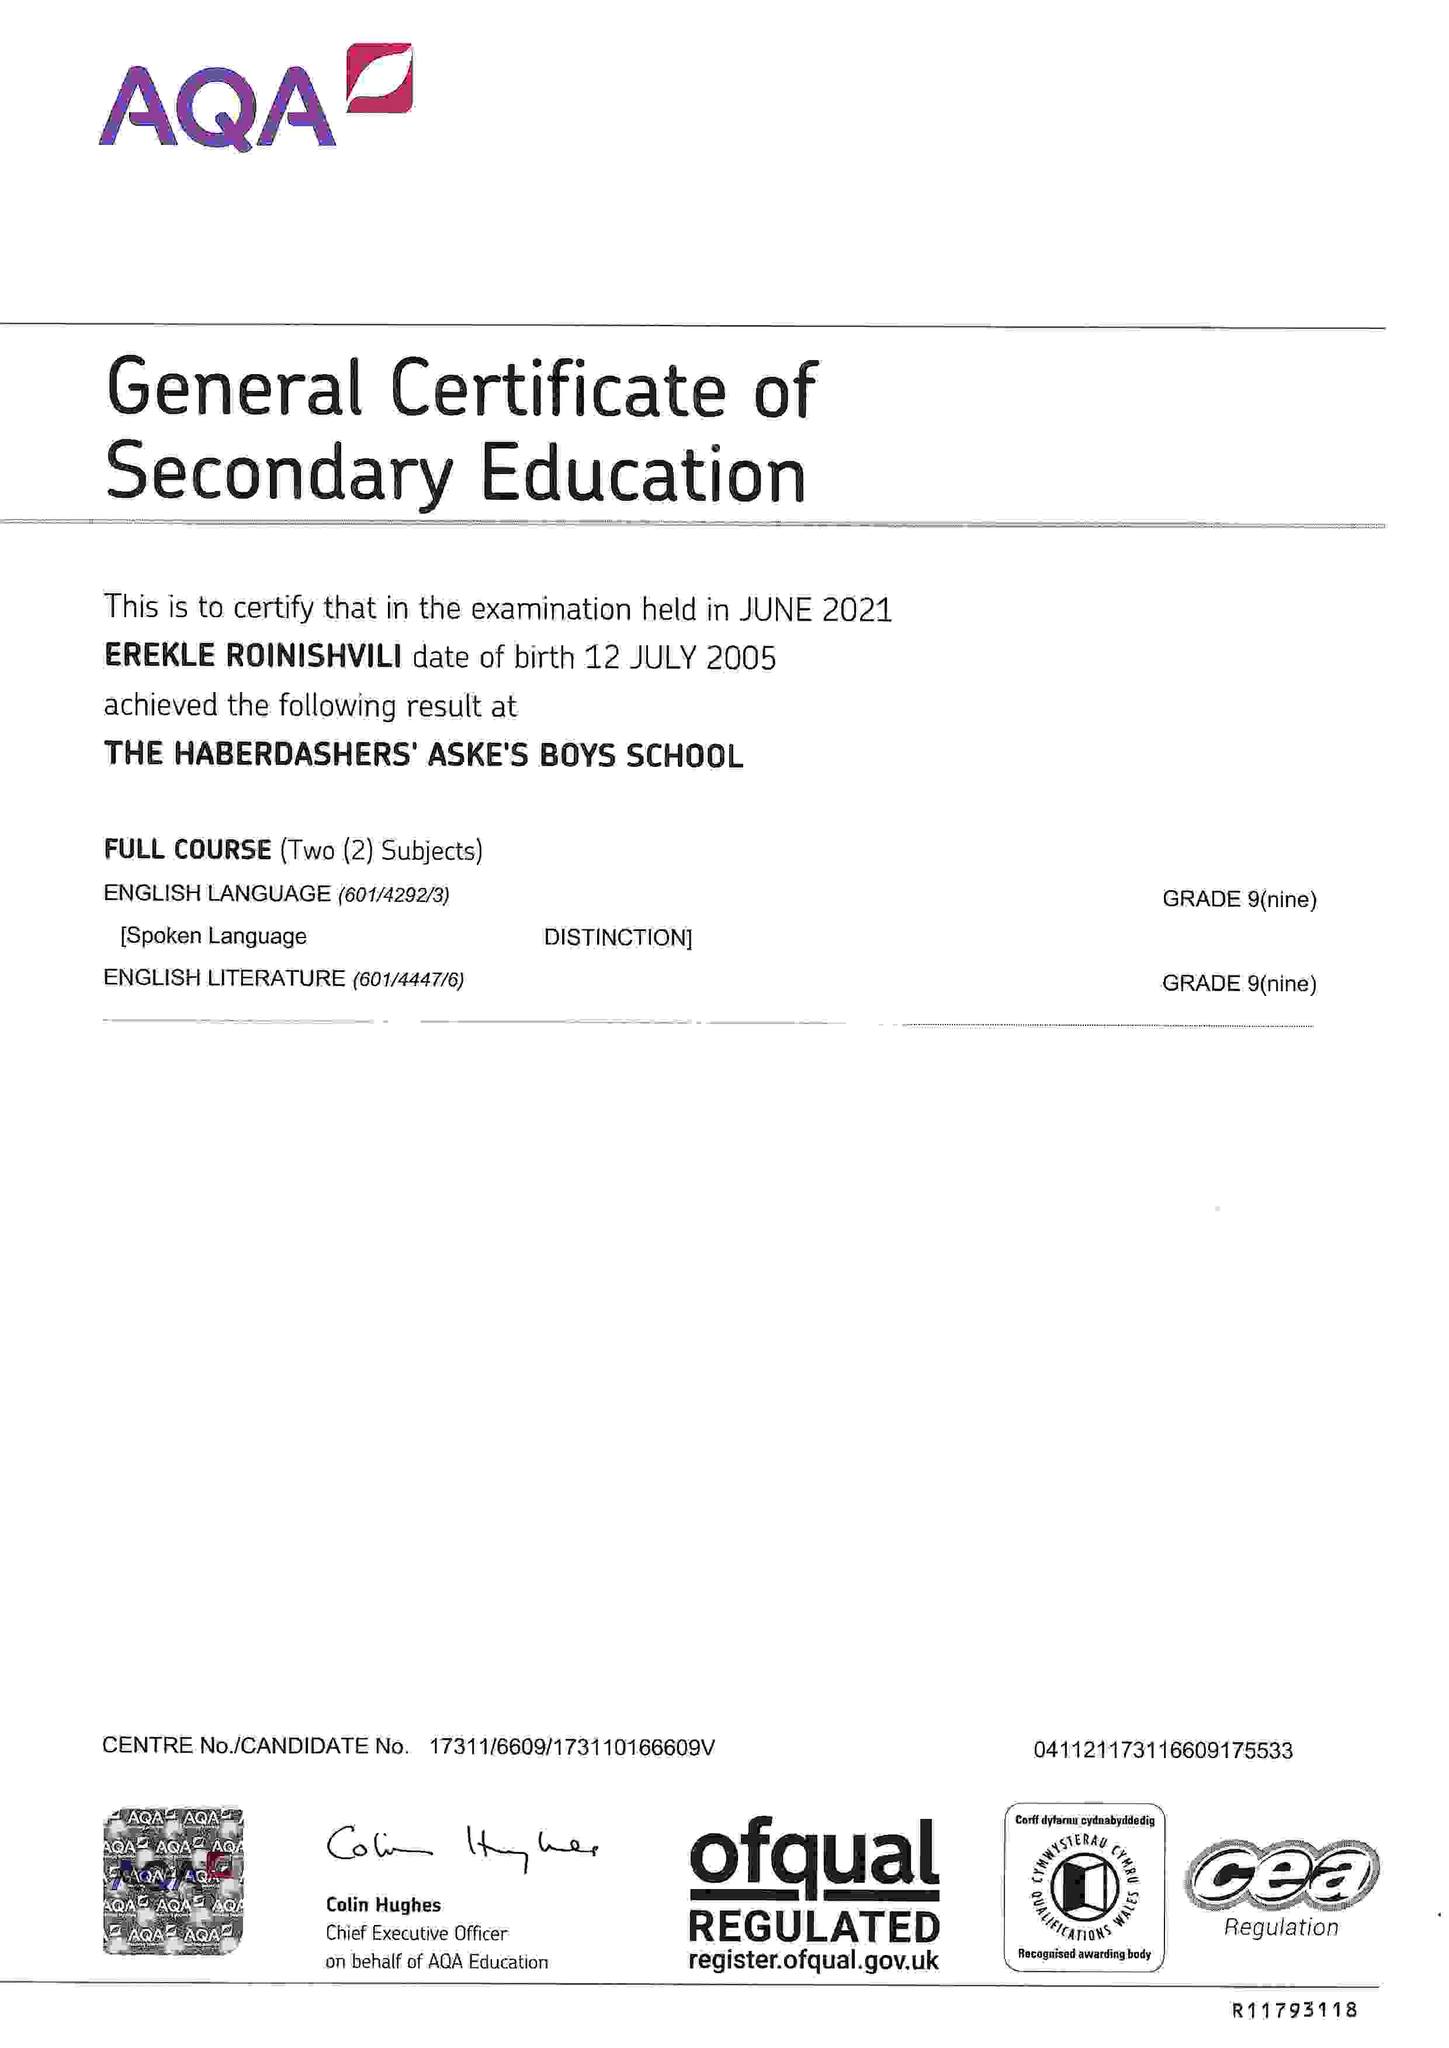 AQA
General Certificate of
Secondary Education
This is to certify that in the examination held in JUNE 2021
EREKLE ROINISHVILI date of birth 12 JULY 2005
achieved the following result at
THE HABERDASHERS' ASKE'S BOYS SCHOOL
FULL COURSE (Two (2) Subjects)
ENGLISH LANGUAGE (601/4292/3) GRADE 9(nine)
[Spoken Language DISTINCTION]
ENGLISH LITERATURE (601/4447/6) GRADE 9(nine)
CENTRE No./CANDIDATE No. 17311/6609/173110166609V 041121173116609175533
AQA AQA
AQA AQA AQA
AQA AQA
AQA AQA AQA
AQA AQA
Colin Hughes
Colin Hughes
Chief Executive Officer
on behalf of AQA Education
ofqual
REGULATED
register.ofqual.gov.uk
Corff dyfarnu cydnabyddedig
CYMWYSTERAU CYMRU
QUALIFICATIONS WALES
Recognised awarding body
cea
Regulation
R11793118